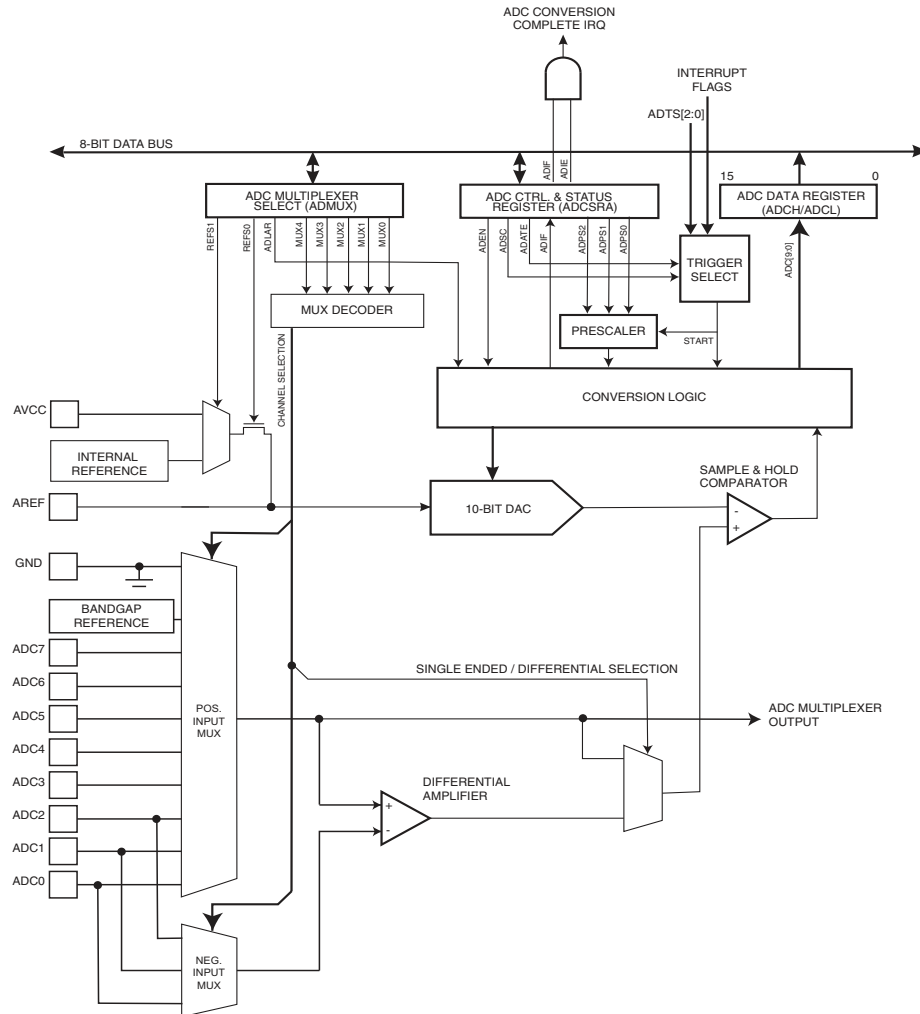 ADC CONVERSION
COMPLETE IRQ
INTERRUPT
FLAGS
ADTS[2:0]
8-BIT DATA BUS
ADIF
ADIE
15
0
ADC MULTIPLEXER
SELECT (ADMUX)
ADC CTRL. & STATUS
REGISTER (ADCSRA)
ADC DATA REGISTER
(ADCH/ADCL)
REFS1
REFS0
ADLAR
MUX4
MUX3
MUX2
MUX1
MUX0
ADEN
ADSC
ADATE
ADIF
ADPS2
ADPS1
ADPS0
ADC[9:0]
TRIGGER
SELECT
MUX DECODER
PRESCALER
START
CHANNEL SELECTION
CONVERSION LOGIC
AVCC
INTERNAL
REFERENCE
SAMPLE & HOLD
COMPARATOR
AREF
10-BIT DAC
-
+
GND
BANDGAP
REFERENCE
ADC7
SINGLE ENDED / DIFFERENTIAL SELECTION
ADC6
ADC5
POS.
INPUT
MUX
ADC MULTIPLEXER
OUTPUT
ADC4
ADC3
DIFFERENTIAL
AMPLIFIER
ADC2
+
-
ADC1
ADC0
NEG.
INPUT
MUX